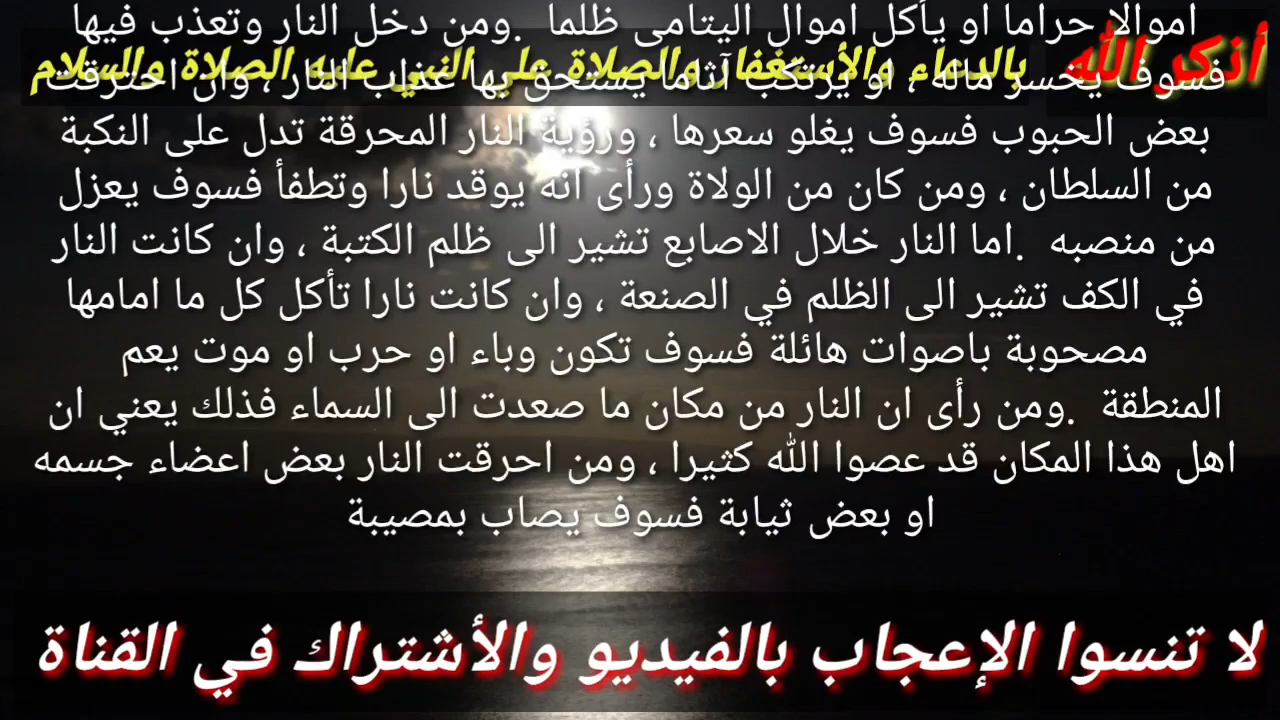 اموالا حراما او يأكل اموال اليتامى ظلما .ومن دخل النار وتعذب فيها
أذكر الله بالدعاء والأستغفار والصلاة على النبي عليه الصلاة والسلام
فسوف يخسر ماله ، او يرتكب آثاما يستحق بها عذاب النار ، وان احترقت
بعض الحبوب فسوف يغلو سعرها ، ورؤية النار المحرقة تدل على النكبة
من السلطان ، ومن كان من الولاة ورأى انه يوقد نارا وتطفأ فسوف يعزل
من منصبه .اما النار خلال الاصابع تشير الى ظلم الكتبة ، وان كانت النار
في الكف تشير الى الظلم في الصنعة ، وان كانت نارا تأكل كل ما امامها
مصحوبة باصوات هائلة فسوف تكون وباء او حرب او موت يعم
المنطقة .ومن رأى ان النار من مكان ما صعدت الى السماء فذلك يعني ان
اهل هذا المكان قد عصوا الله كثيرا ، ومن احرقت النار بعض اعضاء جسمه
او بعض ثيابة فسوف يصاب بمصيبة
لا تنسوا الإعجاب بالفيديو والأشتراك في القناة